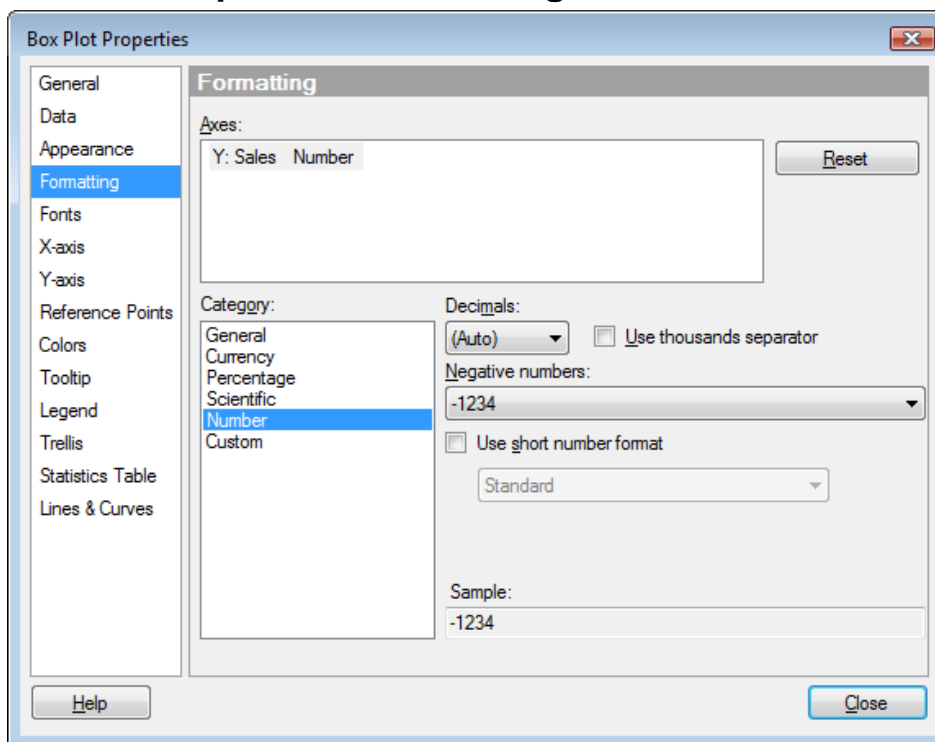 Box Plot Properties
General
Data
Appearance
Formatting
Fonts
X-axis
Y-axis
Reference Points
Colors
Tooltip
Legend
Trellis
Statistics Table
Lines & Curves
Formatting
Axes:
Y: Sales Number
Reset
Category:
General
Currency
Percentage
Scientific
Number
Custom
Decimals:
(Auto)
Use thousands separator
Negative numbers:
-1234
Use short number format
Standard
Sample:
-1234
Help
Close